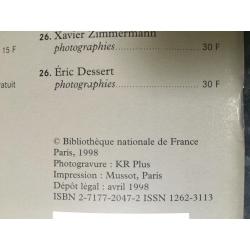 26. Xavier Zimmermann
15 F
photographies 30 F
26. Éric Dessert
photographies 30 F
© Bibliothèque nationale de France
Paris, 1998
Photogravure : KR Plus
Impression : Mussot, Paris
Dépôt légal : avril 1998
ISBN 2-7177-2047-2 ISSN 1262-3113